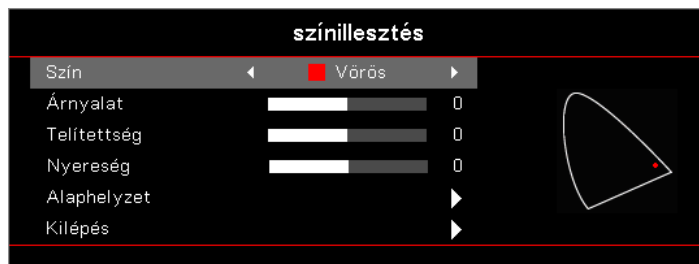 színillesztés
Szín Vörös
Árnyalat 0
Telítettség 0
Nyereség 0
Alaphelyzet
Kilépés